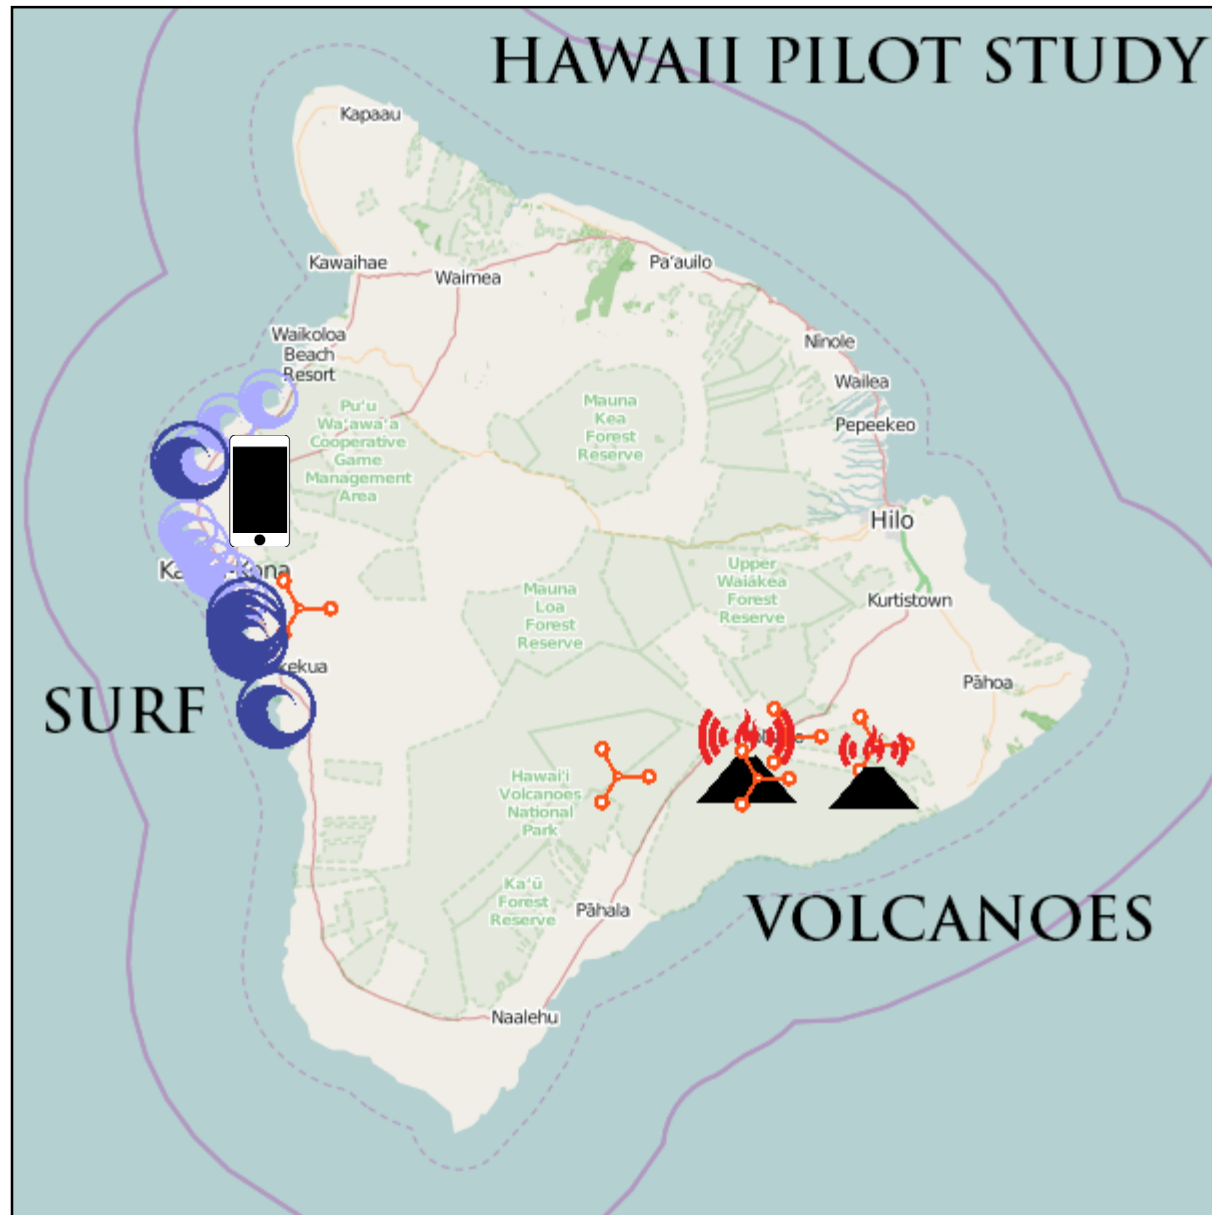 HAWAII PILOT STUDY
Kapaau
Kawaihae
Waimea
Pa'auilo
Waikoloa
Beach
Resort
Ninole
Wailea
Pepeekeo
Pu'u
Wa'awa'a
Cooperative
Game
Management
Area
Mauna
Kea
Forest
Reserve
Hilo
Upper
Waiākea
Forest
Reserve
Kurtistown
Mauna
Loa
Forest
Reserve
Pāhoa
SURF
Hawai'i
Volcanoes
National
Park
Ka'ū
Forest
Reserve
Pāhala
VOLCANOES
Naalehu